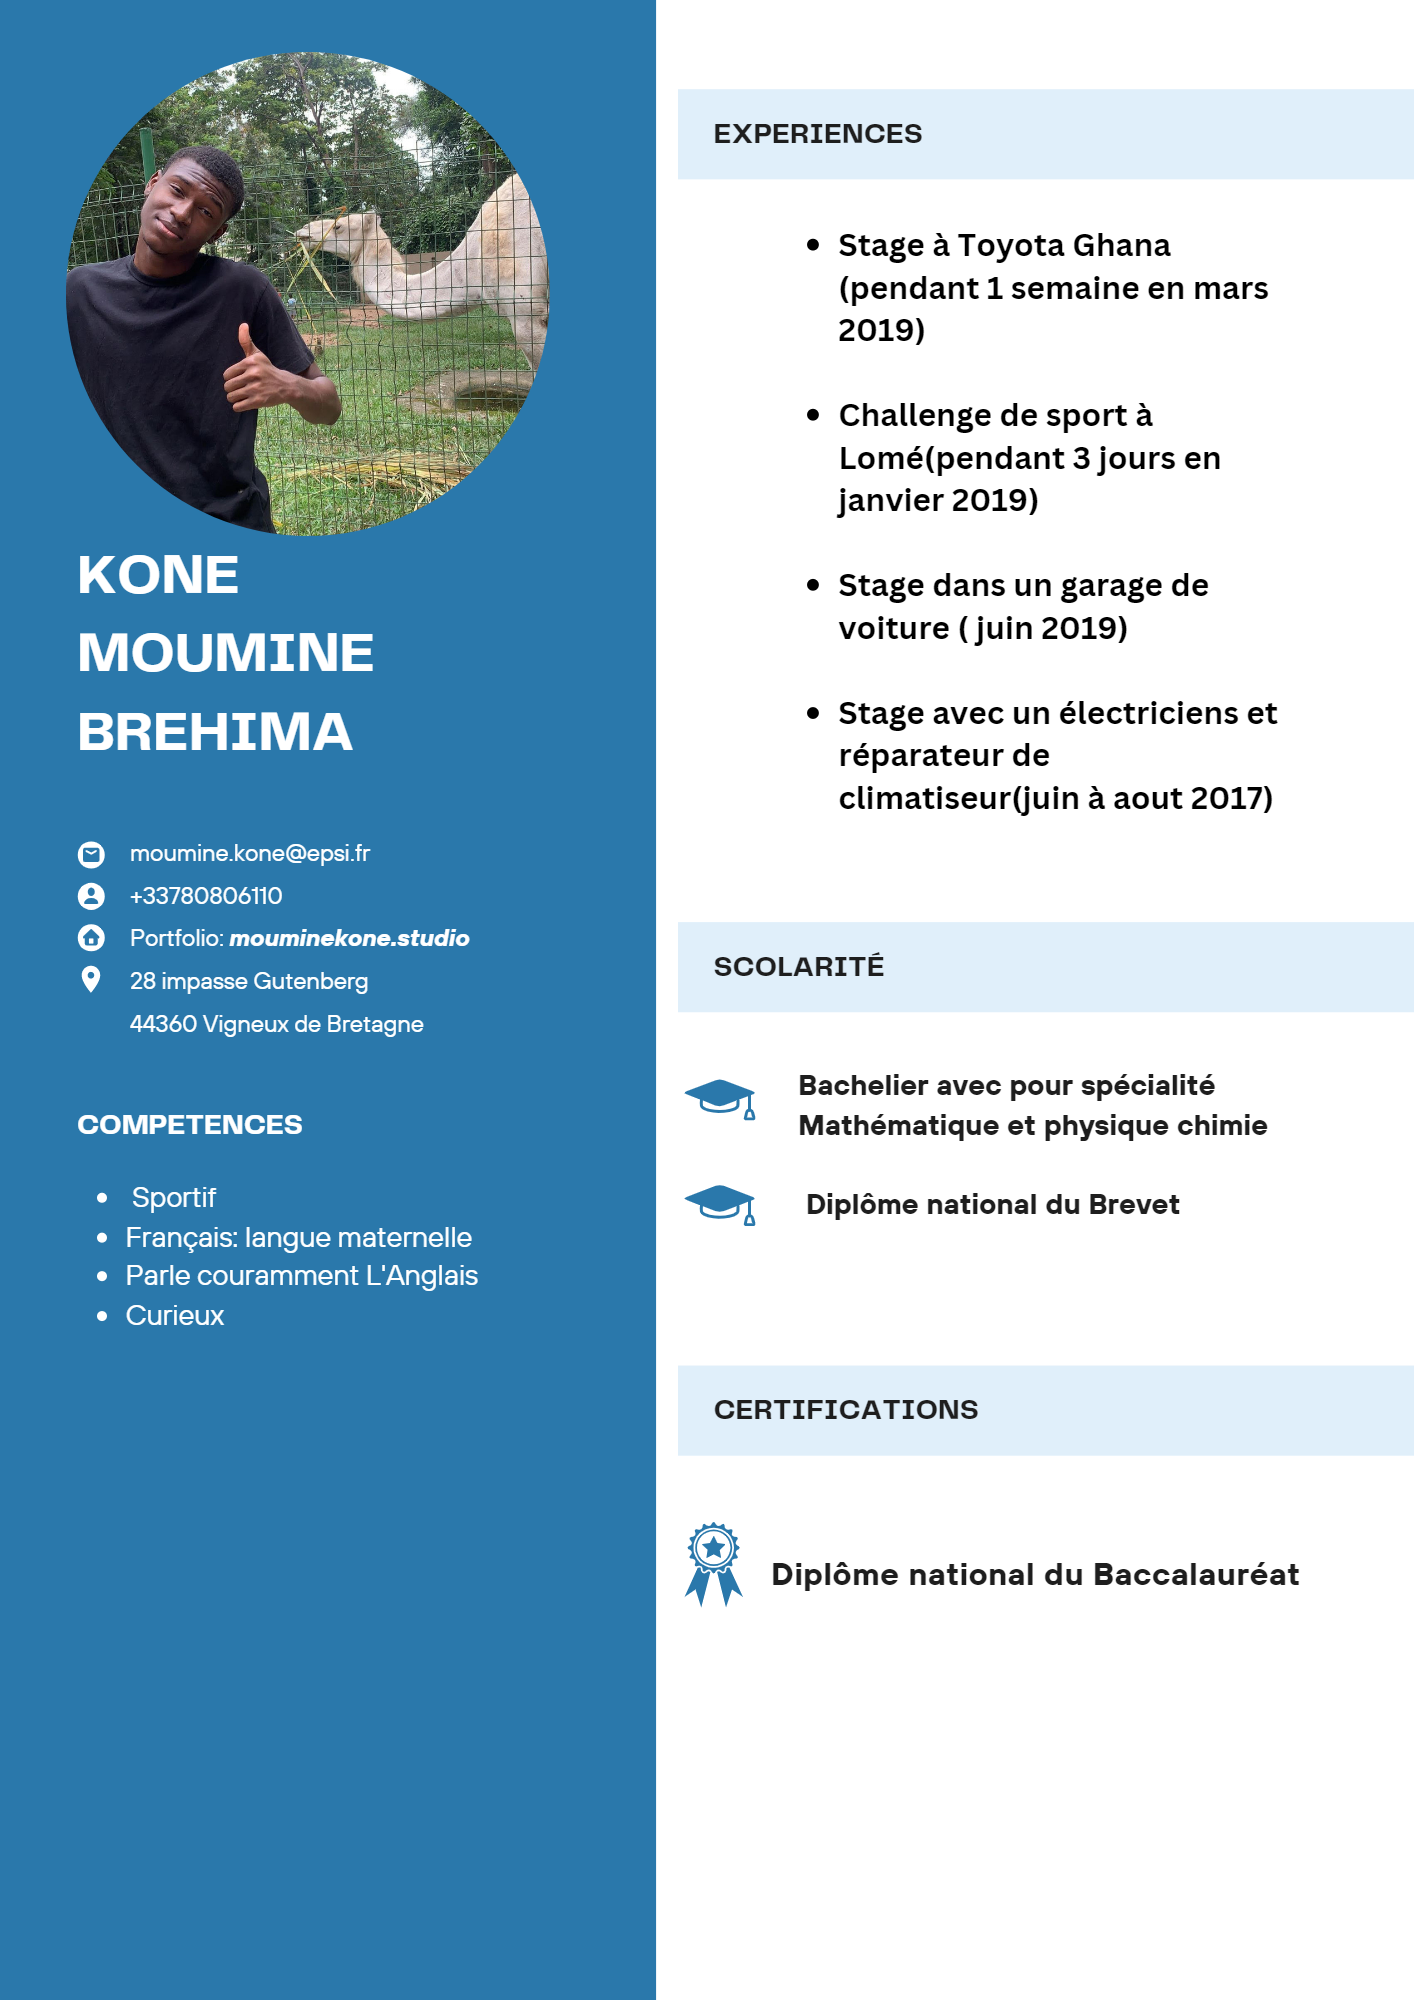 KONE
MOUMINE
BREHIMA
moumine.kone@epsi.fr
+33780806110
Portfolio: mouminekone.studio
28 impasse Gutenberg
44360 Vigneux de Bretagne
COMPETENCES
• Sportif
• Français: langue maternelle
• Parle couramment L'Anglais
• Curieux
EXPERIENCES
• Stage à Toyota Ghana
(pendant 1 semaine en mars
2019)
• Challenge de sport à
Lomé(pendant 3 jours en
janvier 2019)
• Stage dans un garage de
voiture ( juin 2019)
• Stage avec un électriciens et
réparateur de
climatiseur(juin à aout 2017)
SCOLARITÉ
Bachelier avec pour spécialité
Mathématique et physique chimie
Diplôme national du Brevet
CERTIFICATIONS
Diplôme national du Baccalauréat